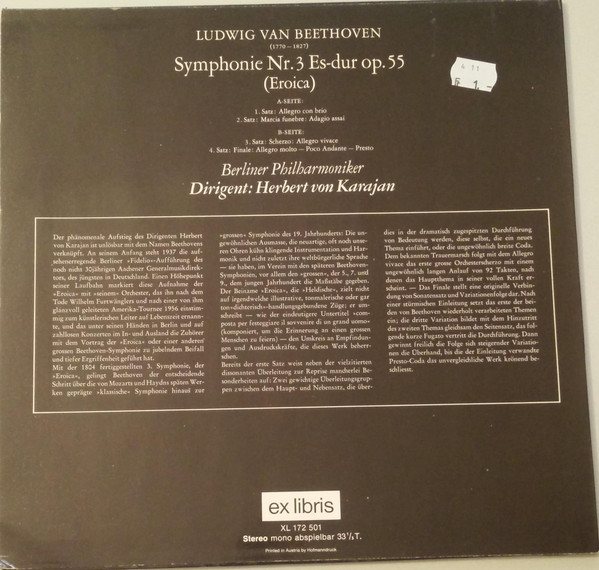 LUDWIG VAN BEETHOVEN
(1770–1827)
Symphonie Nr. 3 Es-dur op. 55
(Eroica)
A-SEITE:
1. Satz: Allegro con brio
2. Satz: Marcia funebre: Adagio assai
B-SEITE:
3. Satz: Scherzo: Allegro vivace
4. Satz: Finale: Allegro molto – Poco Andante – Presto
Berliner Philharmoniker
Dirigent: Herbert von Karajan
Der phänomenale Aufstieg des Dirigenten Herbert
von Karajan ist unlösbar mit dem Namen Beethovens
verknüpft. An seinem Anfang steht 1937 die auf-
sehenerregende Berliner «Fidelio»-Aufführung des
noch nicht 30jährigen Aachener Generalmusikdirek-
tors, des jüngsten in Deutschland. Einen Höhepunkt
seiner Laufbahn markiert diese Aufnahme der
«Eroica» mit «seinem» Orchester, das ihn nach dem
Tode Wilhelm Furtwänglers und nach einer von ihm
glanzvoll geleiteten Amerika-Tournee 1956 einstim-
mig zum künstlerischen Leiter auf Lebenszeit ernann-
te, und das unter seinen Händen in Berlin und auf
zahllosen Konzerten im In- und Ausland die Zuhörer
mit dem Vortrag der «Eroica» oder einer anderen
grossen Beethoven-Symphonie zu jubelndem Beifall
und tiefer Ergriffenheit geführt hat.
Mit der 1804 fertiggestellten 3. Symphonie, der
«Eroica», gelingt Beethoven der entscheidende
Schritt über die von Mozarts und Haydns späten Wer-
ken geprägte «klassische» Symphonie hinaus zur
«grossen» Symphonie des 19. Jahrhunderts: Die un-
gewöhnlichen Ausmasse, die neuartige, oft noch unse-
ren Ohren kühn klingende Instrumentation und Har-
monik und nicht zuletzt ihre weltbürgerliche Sprache
— sie haben, im Verein mit den späteren Beethoven-
Symphonien, vor allem den «grossen», der 5., 7. und
9., dem jungen Jahrhundert die Maßstäbe gegeben.
Der Beiname «Eroica», die «Heldische», zielt nicht
auf irgendwelche illustrative, tonmalerische oder gar
«dichterisch»-handlungsgebundene Züge; er um-
schreibt — wie der eindeutigere Untertitel «com-
posta per festeggiare il sovvenire di un grand uomo»
(komponiert, um die Erinnerung an einen grossen
Menschen zu feiern) — den Umkreis an Empfindun-
gen und Ausdruckskräfte, die dieses Werk beherr-
schen.
Bereits der erste Satz weist neben der vielzitierten
dissonanten Überleitung zur Reprise mancherlei Be-
sonderheiten auf: Zwei gewichtige Überleitungsgrup-
pen zwischen dem Haupt- und Nebensatz, die über-
dies in der dramatisch zugespitzten Durchführung
von Bedeutung werden, diese selbst, die ein neues
Thema einführt, oder die ungewöhnlich breite Coda.
Dem bekannten Trauermarsch folgt mit dem Allegro
vivace das erste grosse Orchesterscherzo mit einem
ungewöhnlich langen Anlauf von 92 Takten, nach
denen das Hauptthema in seiner vollen Kraft er-
scheint. — Das Finale stellt eine originelle Verbin-
dung von Sonatensatz und Variationenfolge dar. Nach
einer stürmischen Einleitung setzt das erste der bei-
den von Beethoven wiederholt verarbeiteten Themen
ein; die dritte Variation bildet mit dem Hinzutritt
des zweiten Themas gleichsam den Seitensatz, das fol-
gende kurze Fugato vertritt die Durchführung. Dann
gewinnt freilich die Folge sich steigernder Variatio-
nen die Überhand, bis die der Einleitung verwandte
Presto-Coda das unvergleichliche Werk krönend be-
schliesst.
ex libris
XL 172 501
Stereo mono abspielbar 33⅓ T.
Printed in Austria by Hofmanndruck